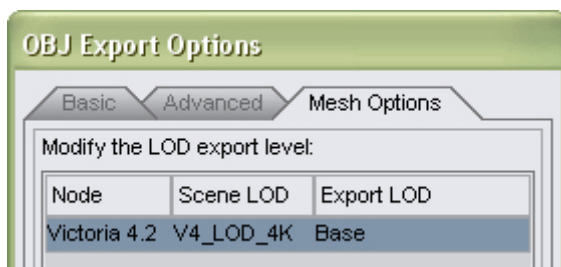 OBJ Export Options
Basic Advanced Mesh Options
Modify the LOD export level:
Node Scene LOD Export LOD
Victoria 4.2 V4_LOD_4K Base